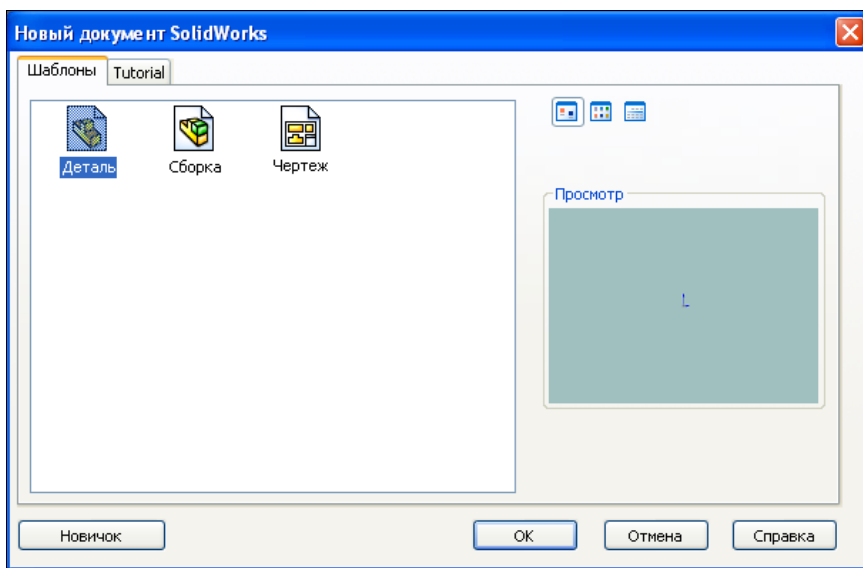 Новый документ SolidWorks
Шаблоны Tutorial
Деталь Сборка Чертеж
Просмотр
Новичок OK Отмена Справка